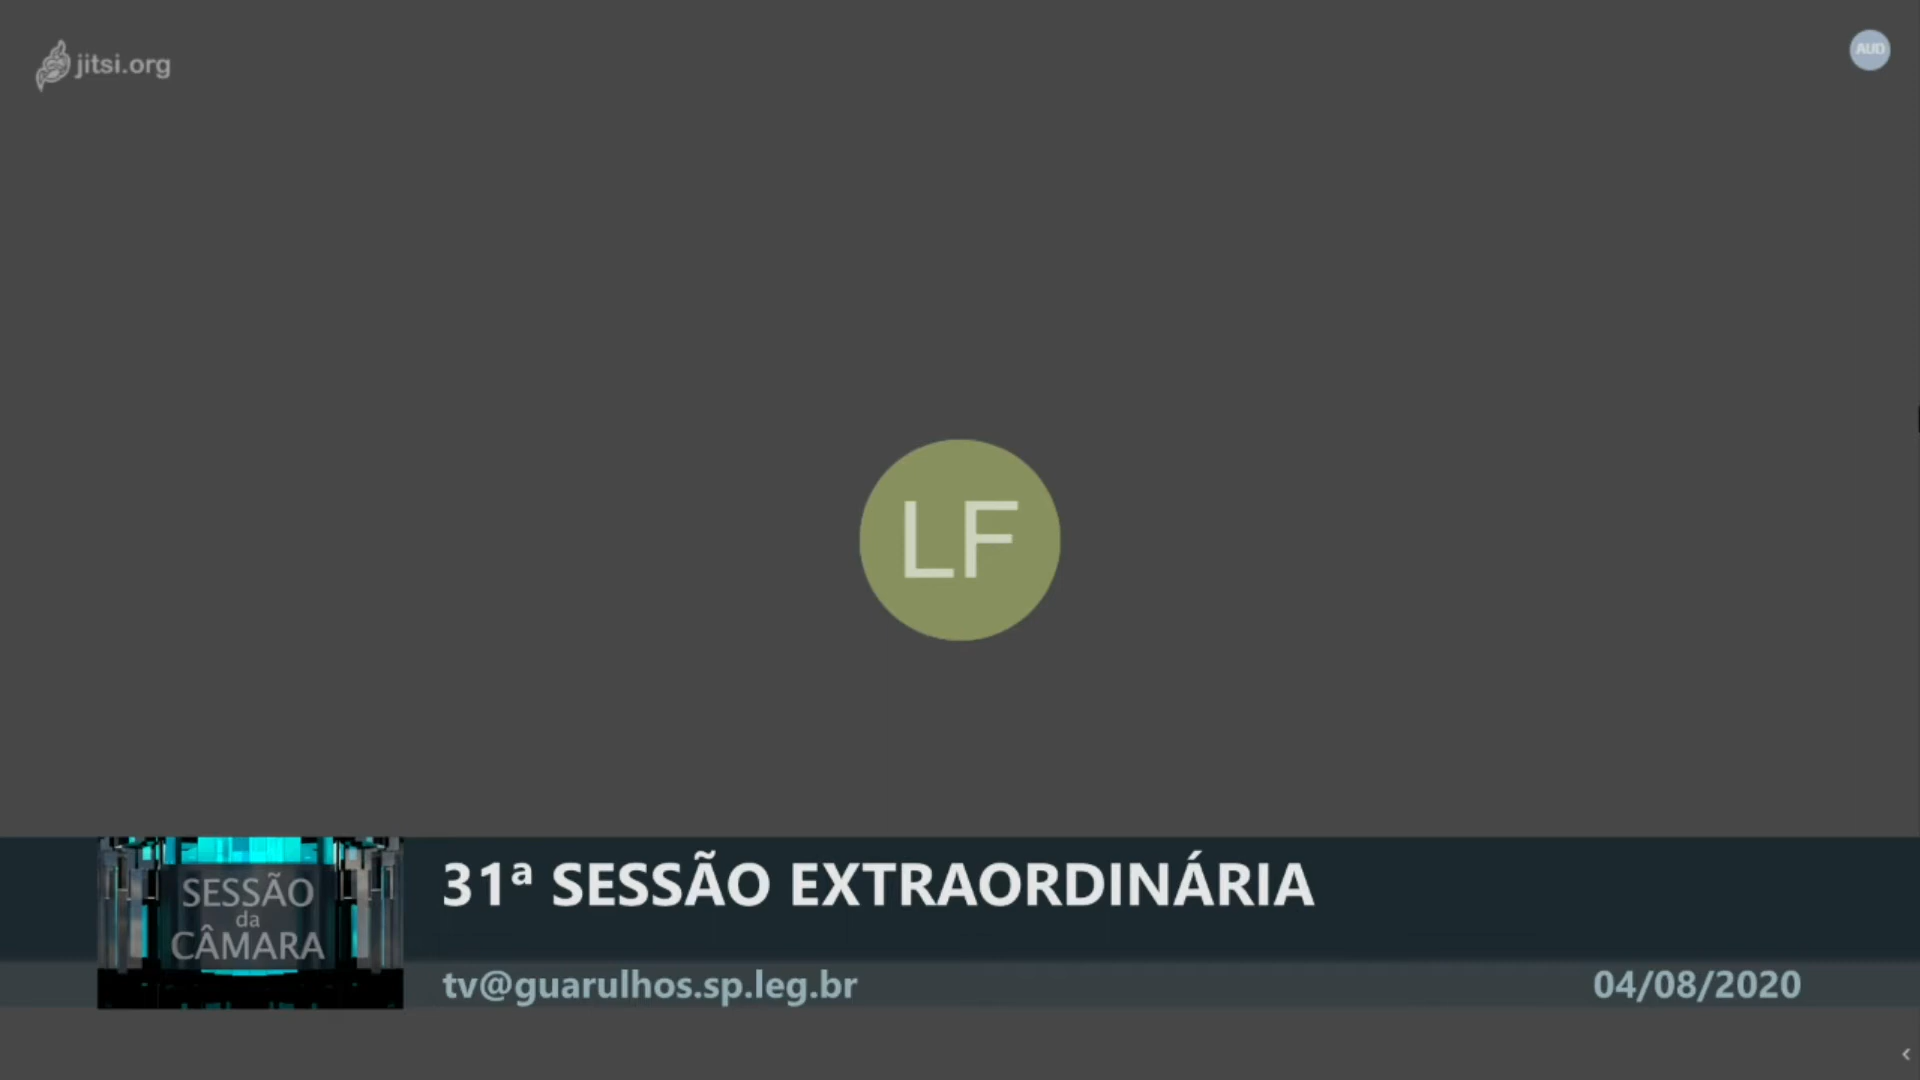 jitsi.org
AUD
LF
31ª SESSÃO EXTRAORDINÁRIA
SESSÃO
da
CÂMARA
tv@guarulhos.sp.leg.br
04/08/2020